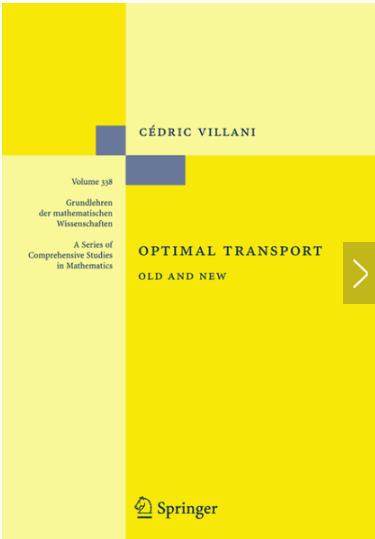 CÉDRIC VILLANI
Volume 338
Grundlehren
der mathematischen
Wissenschaften
A Series of
Comprehensive Studies
in Mathematics
OPTIMAL TRANSPORT
OLD AND NEW
Springer